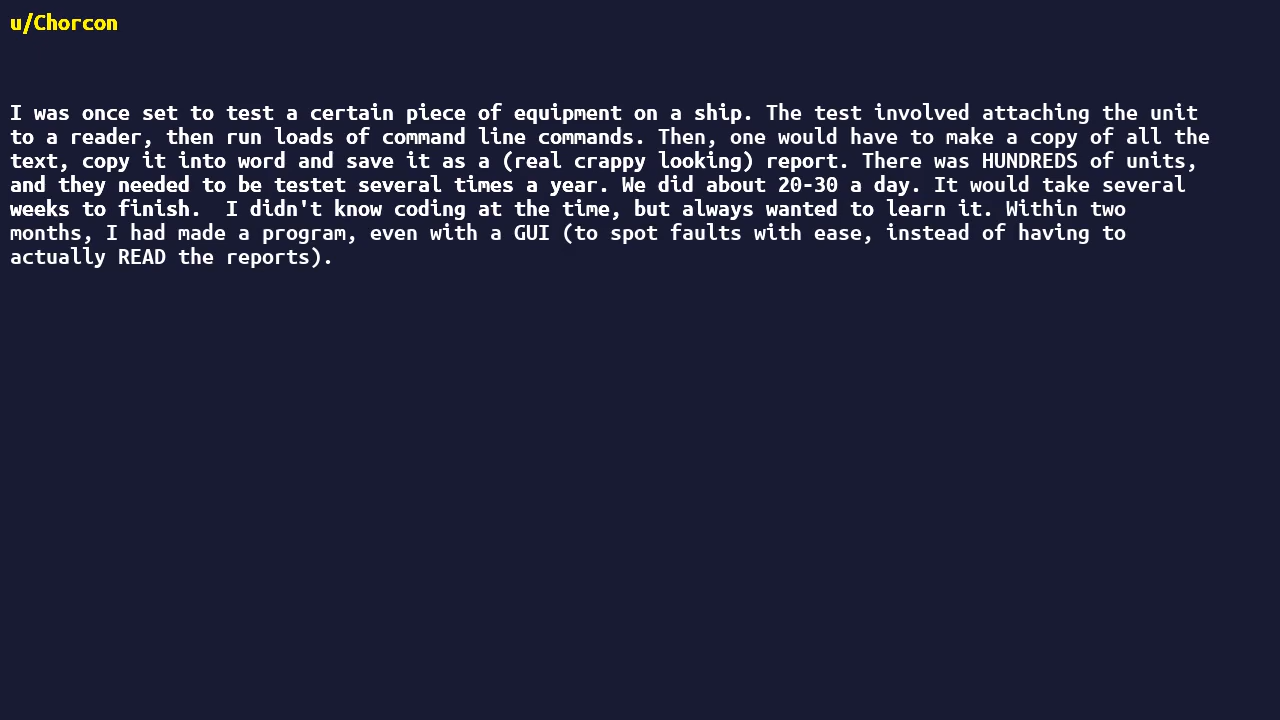 u/Chorcon
I was once set to test a certain piece of equipment on a ship. The test involved attaching the unit
to a reader, then run loads of command line commands. Then, one would have to make a copy of all the
text, copy it into word and save it as a (real crappy looking) report. There was HUNDREDS of units,
and they needed to be testet several times a year. We did about 20-30 a day. It would take several
weeks to finish.  I didn't know coding at the time, but always wanted to learn it. Within two
months, I had made a program, even with a GUI (to spot faults with ease, instead of having to
actually READ the reports).